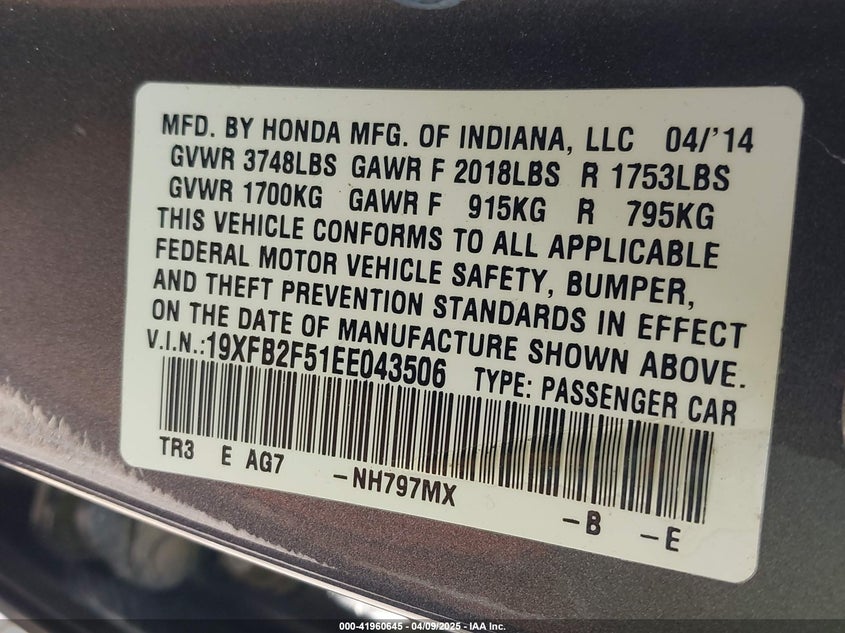 MFD. BY HONDA MFG. OF INDIANA, LLC 04/'14
GVWR 3748LBS GAWR F 2018LBS R 1753LBS
GVWR 1700KG GAWR F 915KG R 795KG
THIS VEHICLE CONFORMS TO ALL APPLICABLE
FEDERAL MOTOR VEHICLE SAFETY, BUMPER,
AND THEFT PREVENTION STANDARDS IN EFFECT
ON THE DATE OF MANUFACTURE SHOWN ABOVE.
V.I.N.:19XFB2F51EE043506 TYPE: PASSENGER CAR
TR3 E AG7 -NH797MX -B -E
000-41960645 - 04/09/2025 - IAA Inc.